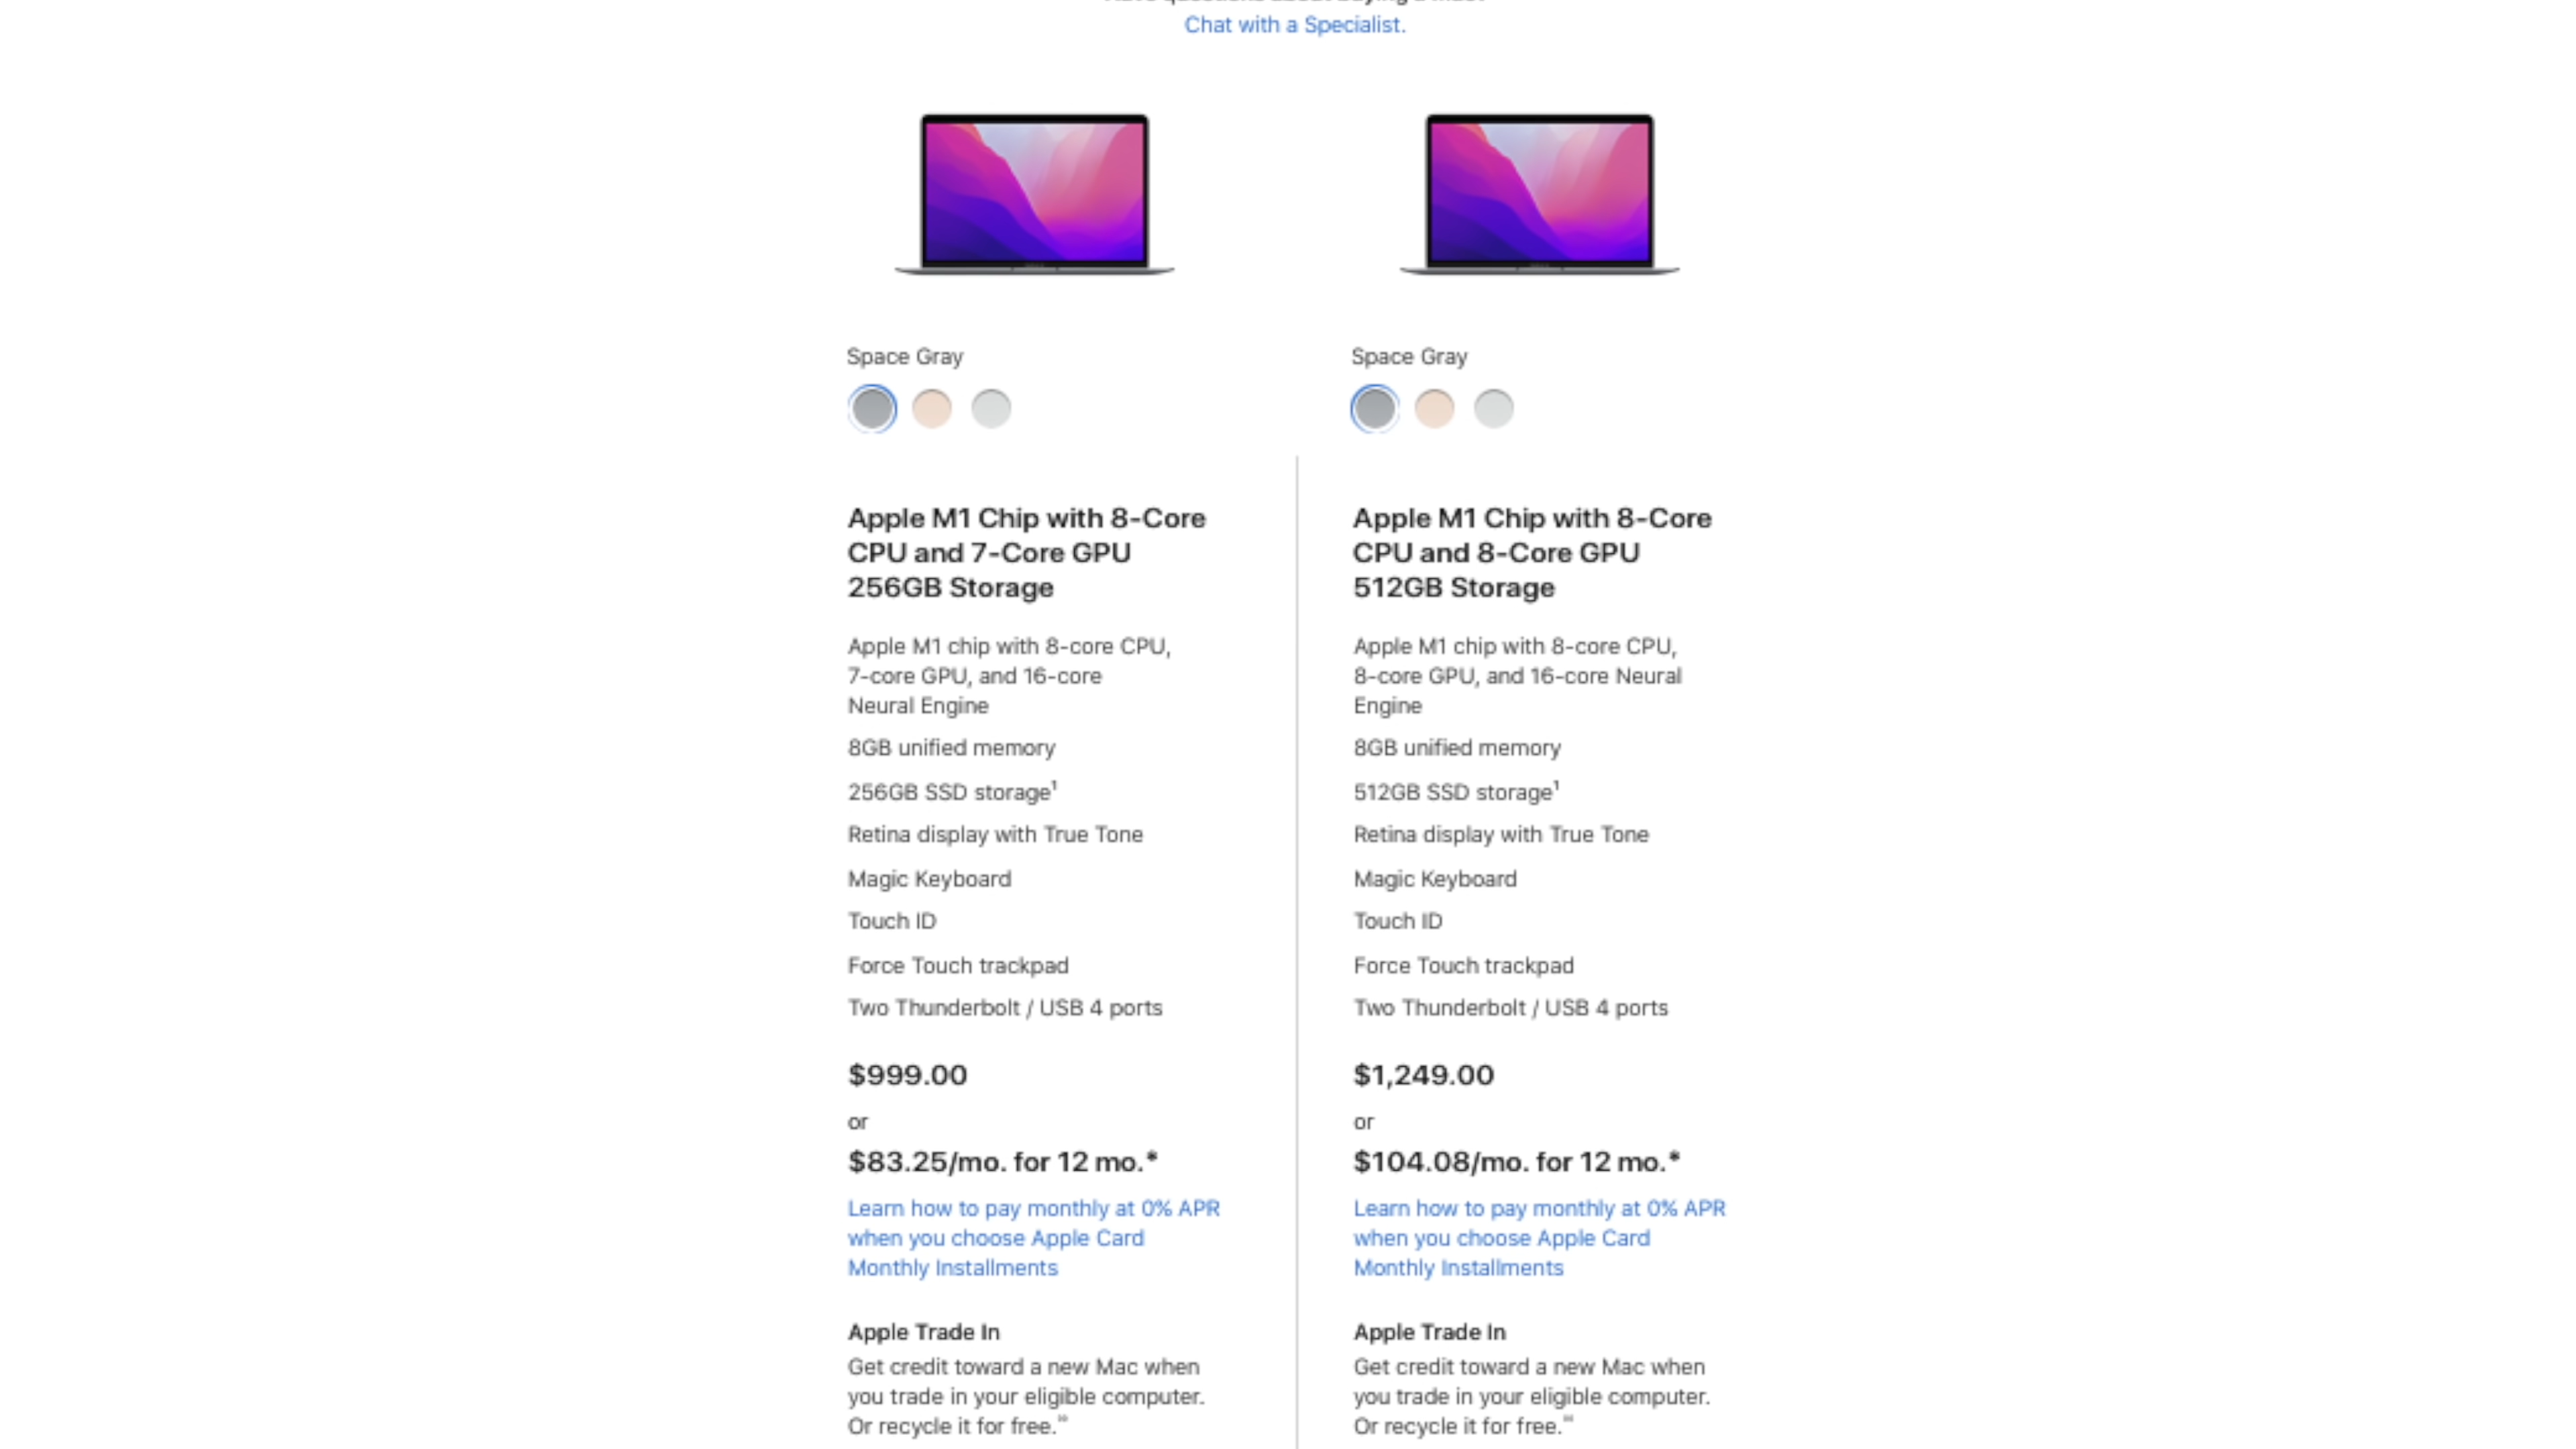 Chat with a Specialist.
Space Gray
Apple M1 Chip with 8-Core
CPU and 7-Core GPU
256GB Storage
Apple M1 chip with 8-core CPU,
7-core GPU, and 16-core
Neural Engine
8GB unified memory
256GB SSD storage¹
Retina display with True Tone
Magic Keyboard
Touch ID
Force Touch trackpad
Two Thunderbolt / USB 4 ports
$999.00
or
$83.25/mo. for 12 mo.*
Learn how to pay monthly at 0% APR
when you choose Apple Card
Monthly Installments
Apple Trade In
Get credit toward a new Mac when
you trade in your eligible computer.
Or recycle it for free.
Space Gray
Apple M1 Chip with 8-Core
CPU and 8-Core GPU
512GB Storage
Apple M1 chip with 8-core CPU,
8-core GPU, and 16-core Neural
Engine
8GB unified memory
512GB SSD storage¹
Retina display with True Tone
Magic Keyboard
Touch ID
Force Touch trackpad
Two Thunderbolt / USB 4 ports
$1,249.00
or
$104.08/mo. for 12 mo.*
Learn how to pay monthly at 0% APR
when you choose Apple Card
Monthly Installments
Apple Trade In
Get credit toward a new Mac when
you trade in your eligible computer.
Or recycle it for free.